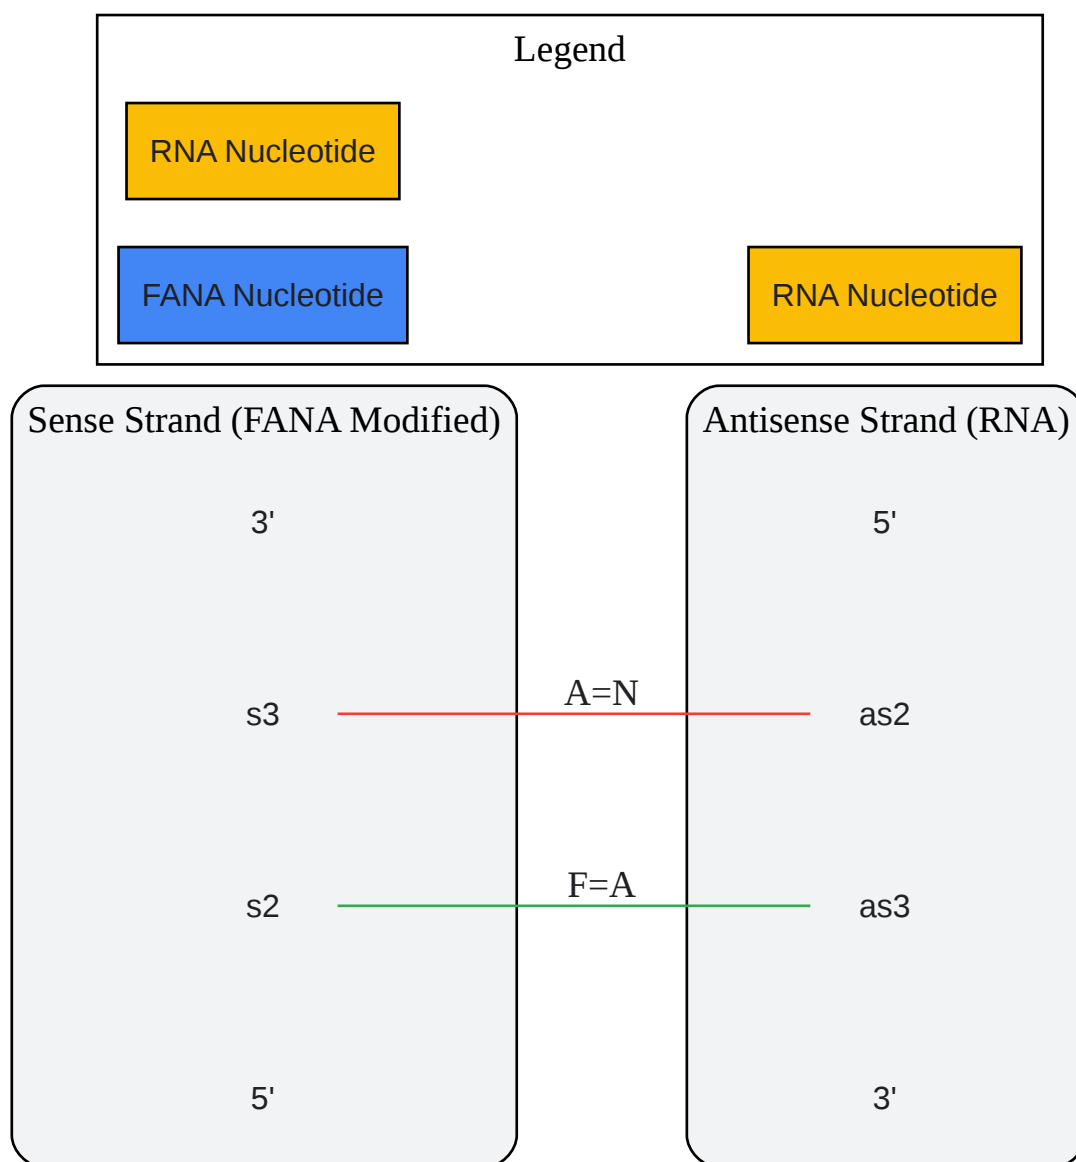 Legend
RNA Nucleotide
FANA Nucleotide
RNA Nucleotide
Sense Strand (FANA Modified)
Antisense Strand (RNA)
3'
5'
s3
A=N
as2
s2
F=A
as3
5'
3'